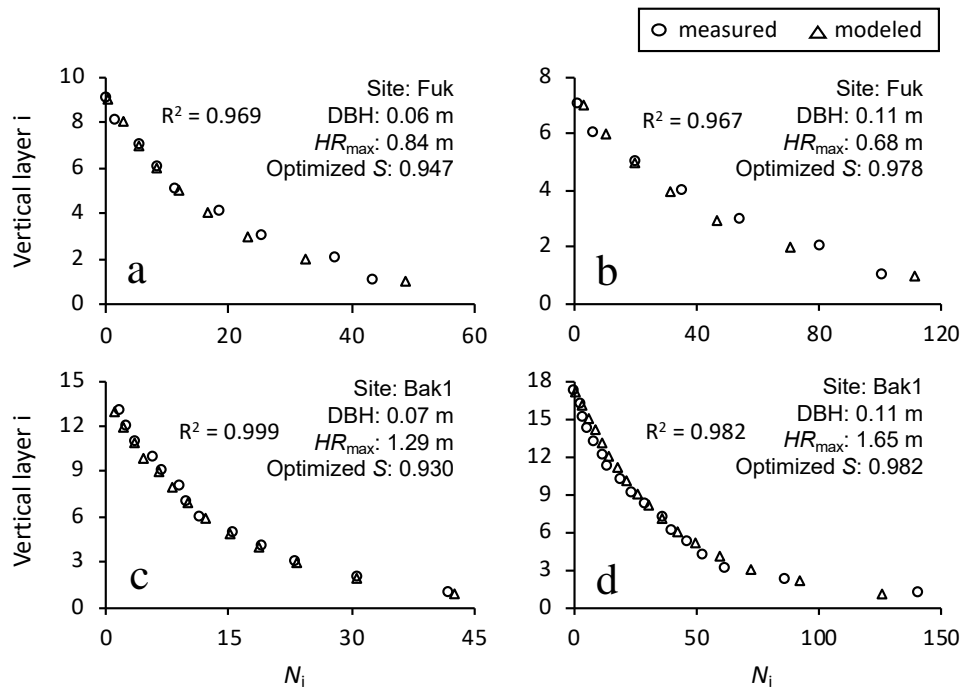 measured modeled
10
8
6
4
2
0
0 20 40 60
Vertical layer i
R² = 0.969
Site: Fuk
DBH: 0.06 m
HRmax: 0.84 m
Optimized S: 0.947
a
8
6
4
2
0
0 40 80 120
R² = 0.967
Site: Fuk
DBH: 0.11 m
HRmax: 0.68 m
Optimized S: 0.978
b
15
12
9
6
3
0
0 15 30 45
Vertical layer i
Ni
R² = 0.999
Site: Bak1
DBH: 0.07 m
HRmax: 1.29 m
Optimized S: 0.930
c
18
15
12
9
6
3
0
0 50 100 150
Ni
R² = 0.982
Site: Bak1
DBH: 0.11 m
HRmax: 1.65 m
Optimized S: 0.982
d